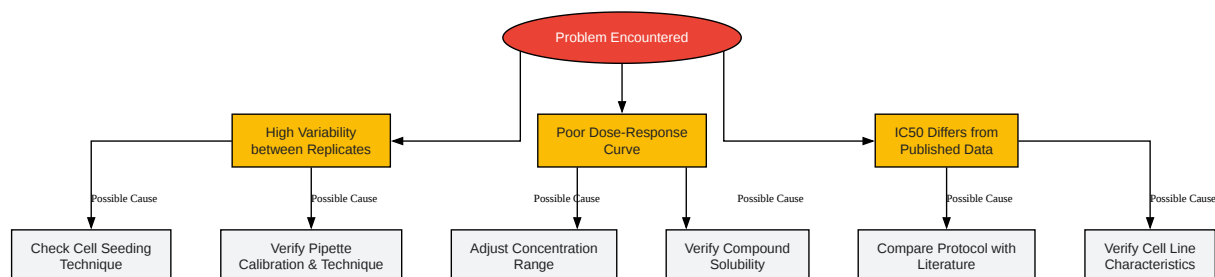 Problem Encountered
High Variability
between Replicates
Poor Dose-Response
Curve
IC50 Differs from
Published Data
Possible Cause
Possible Cause
Possible Cause
Possible Cause
Possible Cause
Possible Cause
Check Cell Seeding
Technique
Verify Pipette
Calibration & Technique
Adjust Concentration
Range
Verify Compound
Solubility
Compare Protocol with
Literature
Verify Cell Line
Characteristics